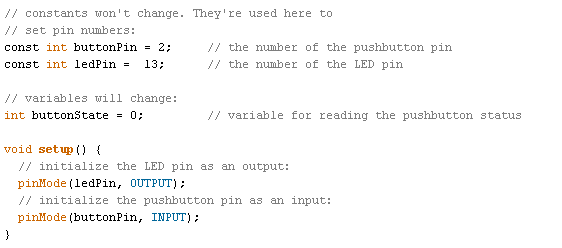 // constants won't change. They're used here to
// set pin numbers:
const int buttonPin = 2;     // the number of the pushbutton pin
const int ledPin =  13;      // the number of the LED pin

// variables will change:
int buttonState = 0;         // variable for reading the pushbutton status

void setup() {
  // initialize the LED pin as an output:
  pinMode(ledPin, OUTPUT);
  // initialize the pushbutton pin as an input:
  pinMode(buttonPin, INPUT);
}